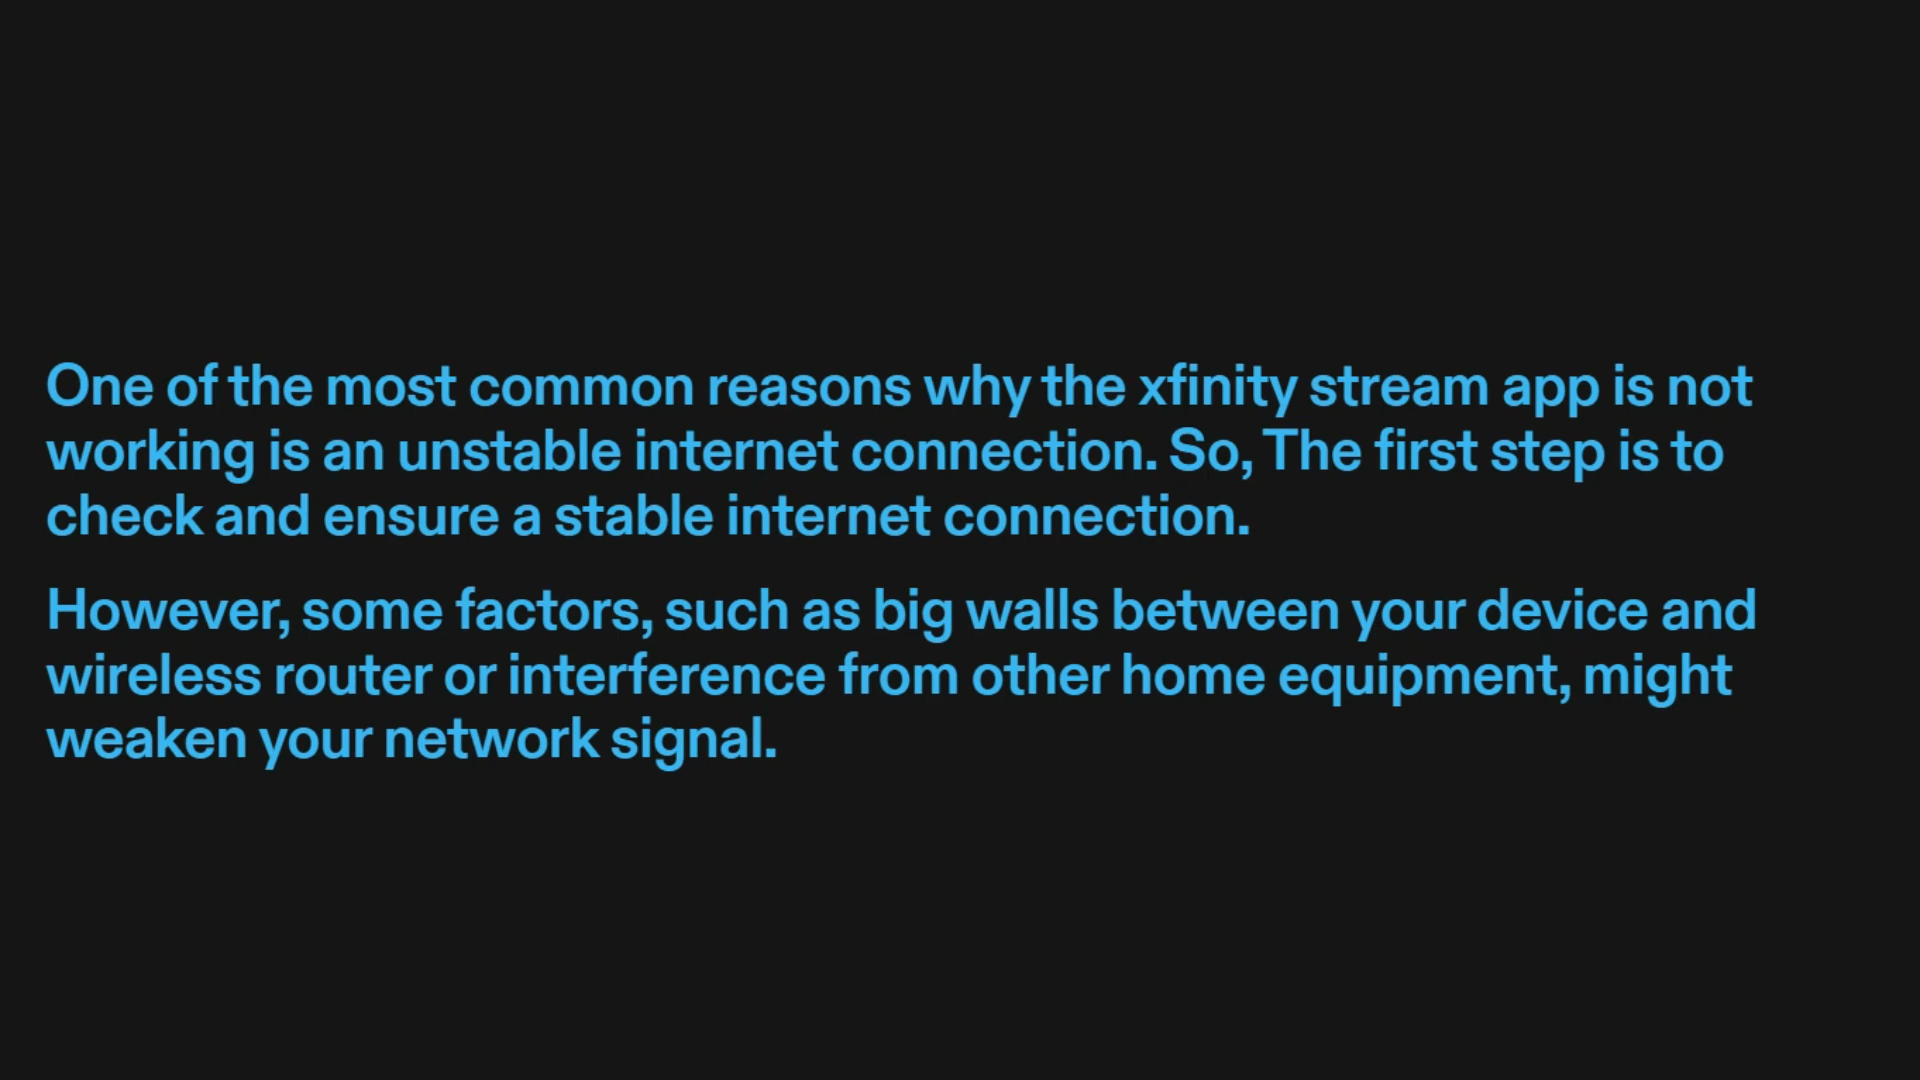 One of the most common reasons why the xfinity stream app is not
working is an unstable internet connection. So, The first step is to
check and ensure a stable internet connection.
However, some factors, such as big walls between your device and
wireless router or interference from other home equipment, might
weaken your network signal.